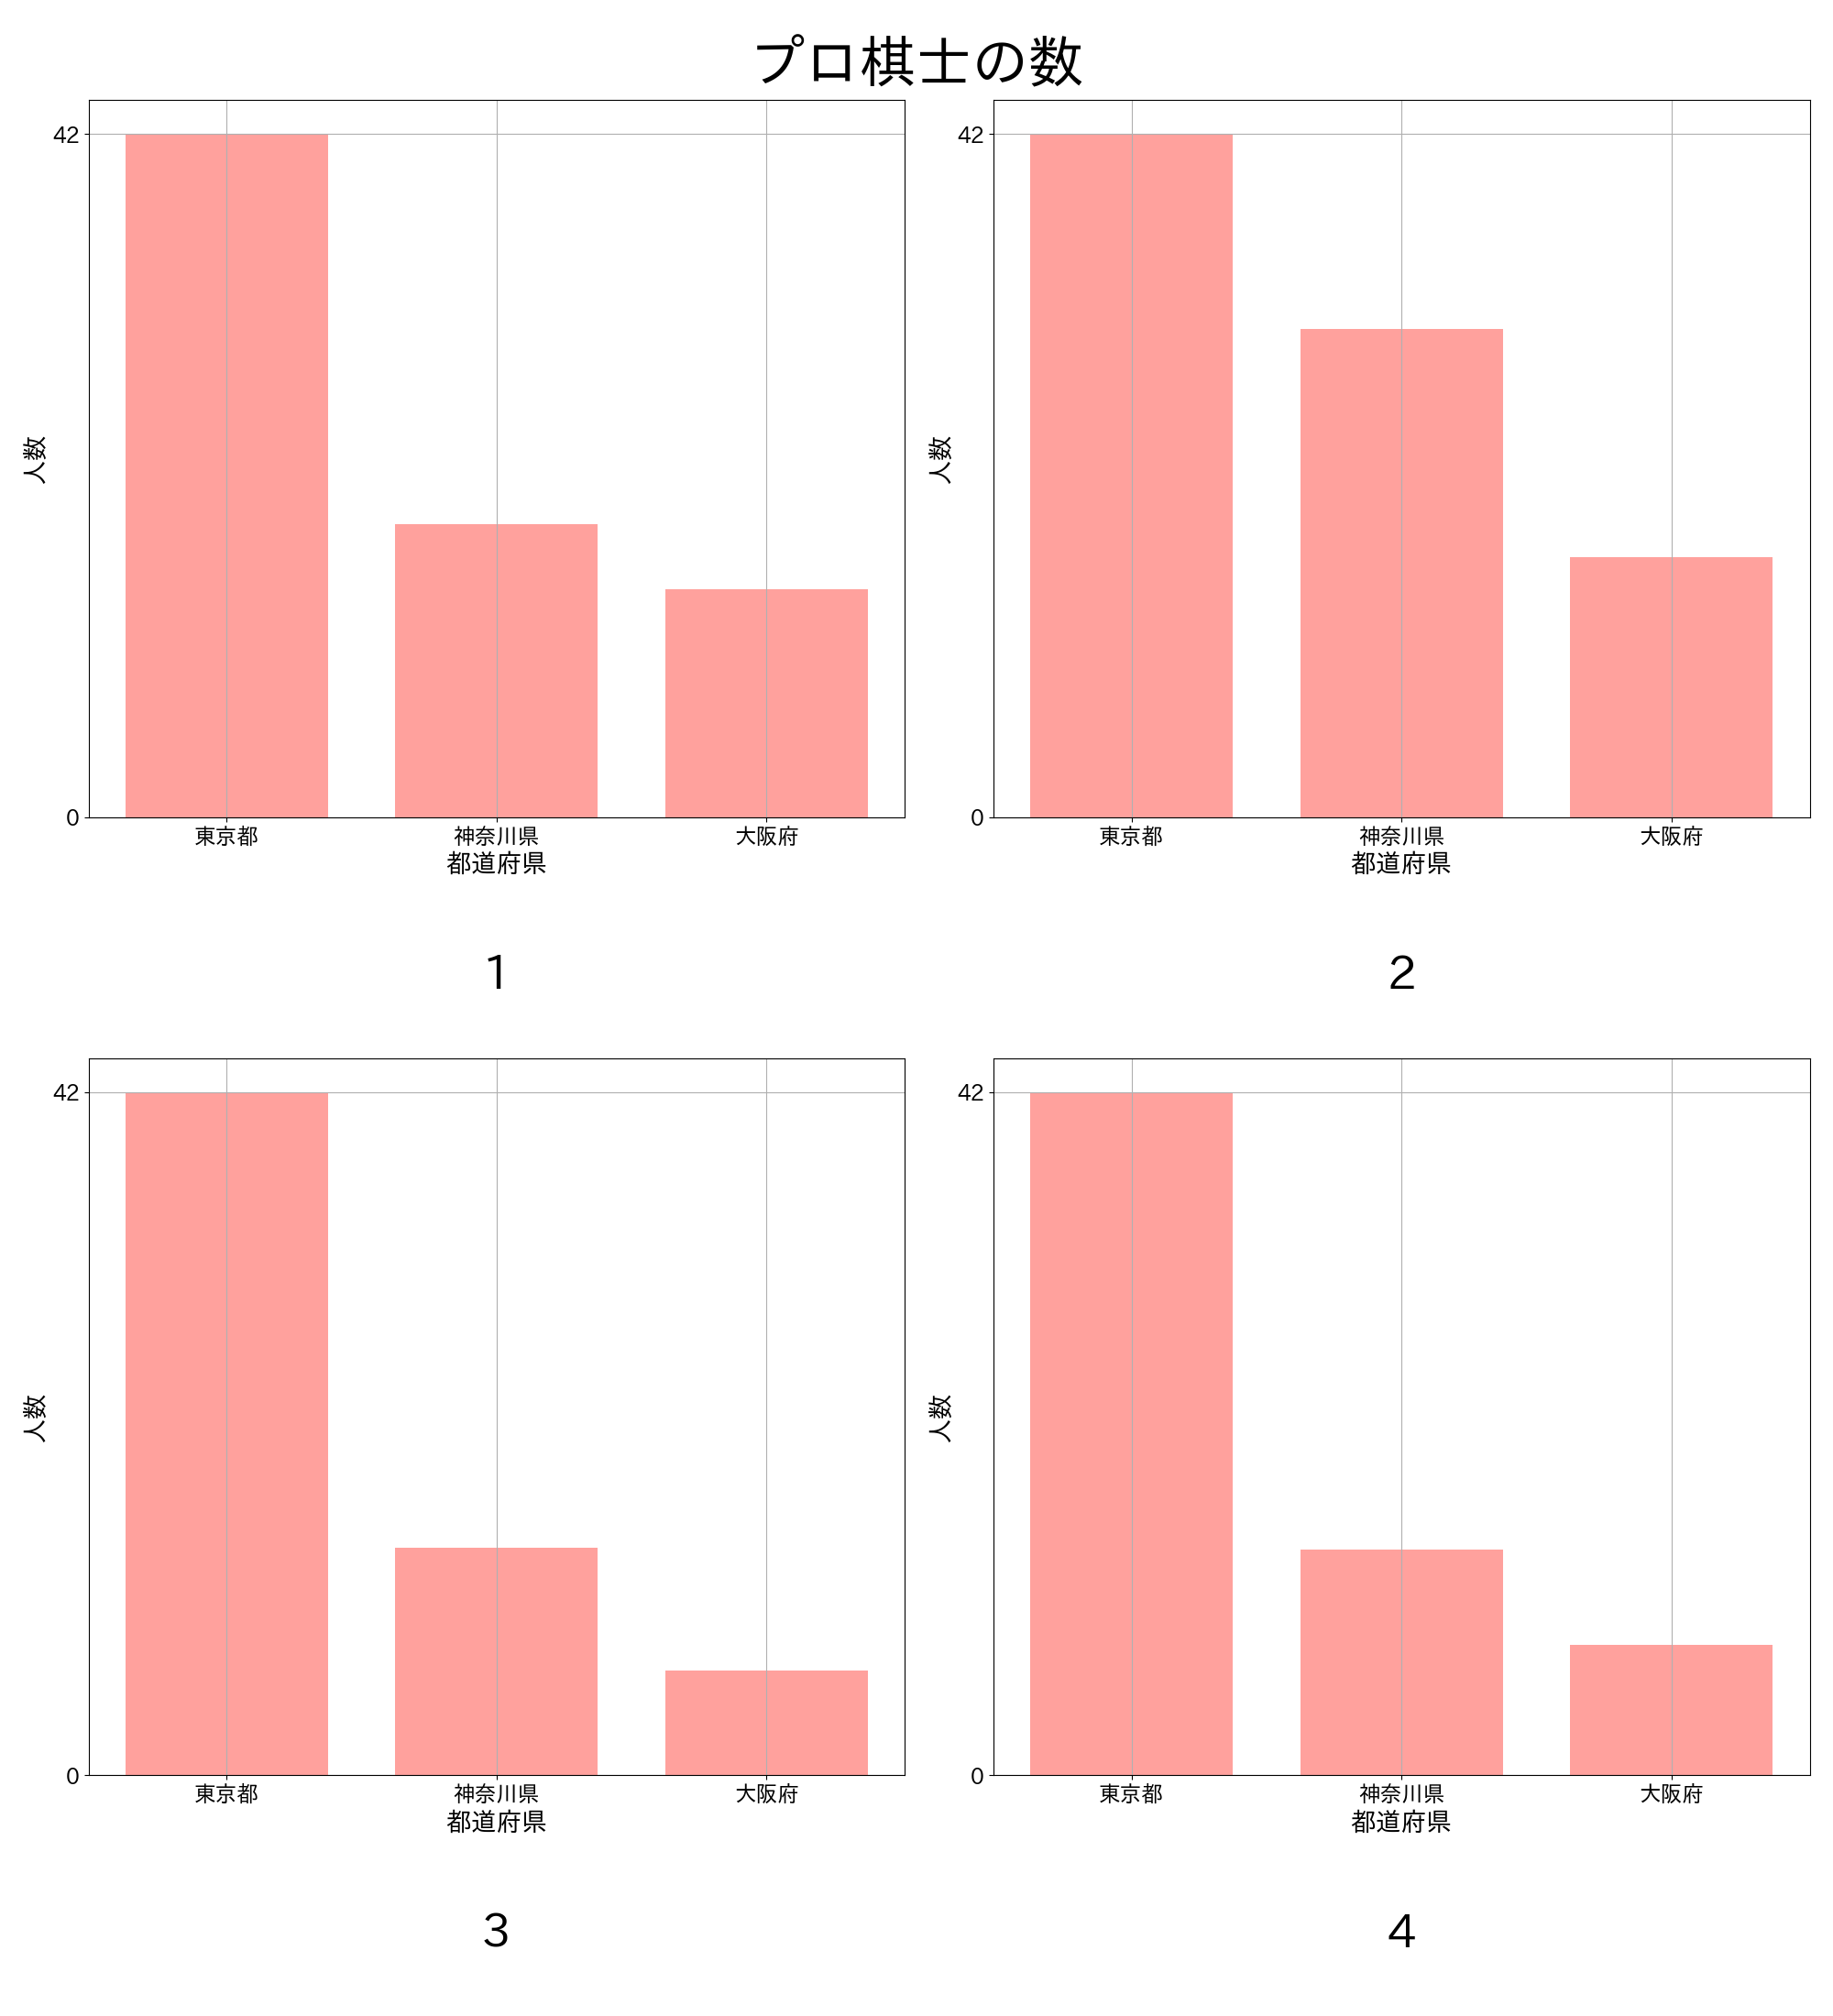 プロ棋士の数
42
0
人数
東京都 神奈川県 大阪府
都道府県
1
42
0
人数
東京都 神奈川県 大阪府
都道府県
2
42
0
人数
東京都 神奈川県 大阪府
都道府県
3
42
0
人数
東京都 神奈川県 大阪府
都道府県
4